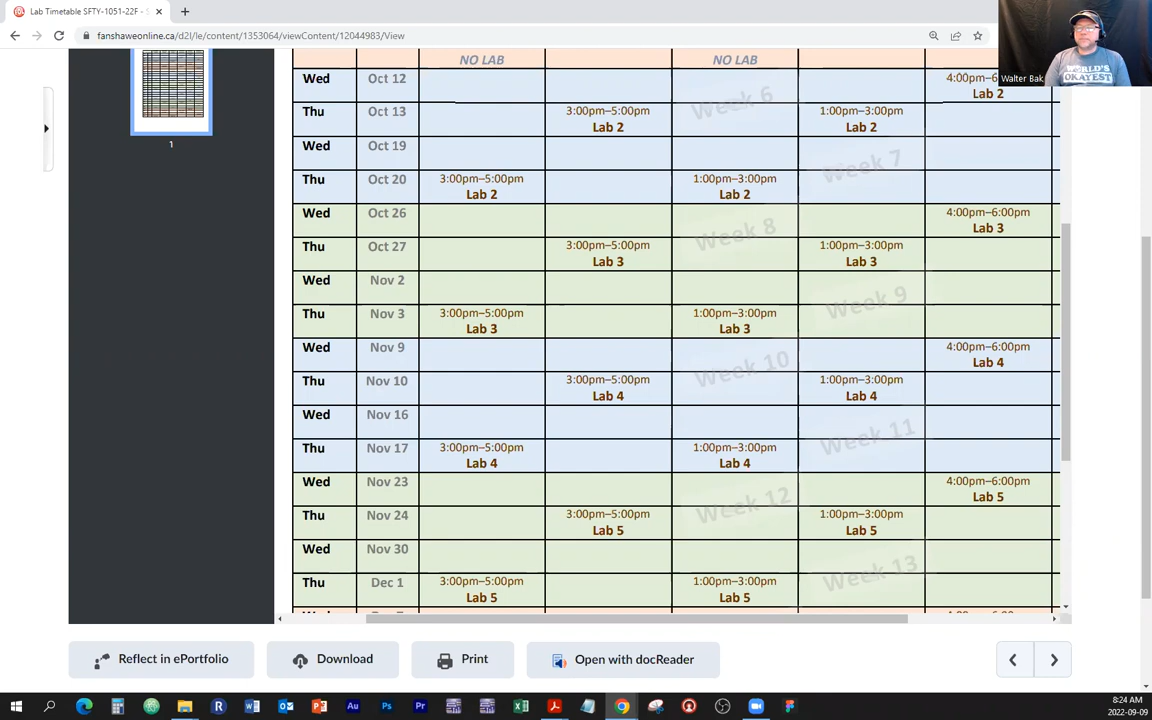 Lab Timetable SFTY-1051-22F - S
fanshaweonline.ca/d2l/le/content/1353064/viewContent/12044983/View
Walter Bak
WORLD'S
OKAYEST
1
NO LAB NO LAB
Wed Oct 12 4:00pm–6:
Lab 2
Week 6
Thu Oct 13 3:00pm–5:00pm 1:00pm–3:00pm
Lab 2 Lab 2
Wed Oct 19
Week 7
Thu Oct 20 3:00pm–5:00pm 1:00pm–3:00pm
Lab 2 Lab 2
Wed Oct 26 4:00pm–6:00pm
Lab 3
Week 8
Thu Oct 27 3:00pm–5:00pm 1:00pm–3:00pm
Lab 3 Lab 3
Wed Nov 2
Week 9
Thu Nov 3 3:00pm–5:00pm 1:00pm–3:00pm
Lab 3 Lab 3
Wed Nov 9 4:00pm–6:00pm
Lab 4
Week 10
Thu Nov 10 3:00pm–5:00pm 1:00pm–3:00pm
Lab 4 Lab 4
Wed Nov 16
Week 11
Thu Nov 17 3:00pm–5:00pm 1:00pm–3:00pm
Lab 4 Lab 4
Wed Nov 23 4:00pm–6:00pm
Lab 5
Week 12
Thu Nov 24 3:00pm–5:00pm 1:00pm–3:00pm
Lab 5 Lab 5
Wed Nov 30
Week 13
Thu Dec 1 3:00pm–5:00pm 1:00pm–3:00pm
Lab 5 Lab 5
Reflect in ePortfolio Download Print Open with docReader
8:24 AM
2022-09-09